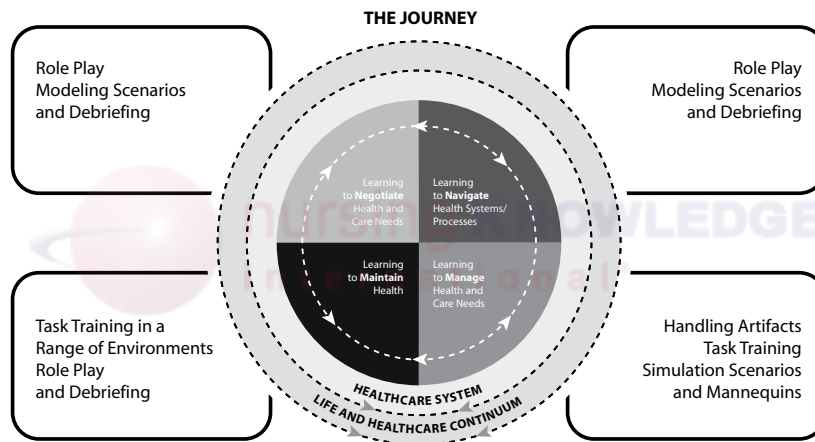 THE JOURNEY
Role Play
Modeling Scenarios
and Debriefing
Role Play
Modeling Scenarios
and Debriefing
Learning
to Negotiate
Health and
Care Needs
Learning
to Navigate
Health Systems/
Processes
Learning
to Maintain
Health
Learning
to Manage
Health and
Care Needs
nursing KNOWLEDGE
international
Task Training in a
Range of Environments
Role Play
and Debriefing
Handling Artifacts
Task Training
Simulation Scenarios
and Mannequins
HEALTHCARE SYSTEM
LIFE AND HEALTHCARE CONTINUUM